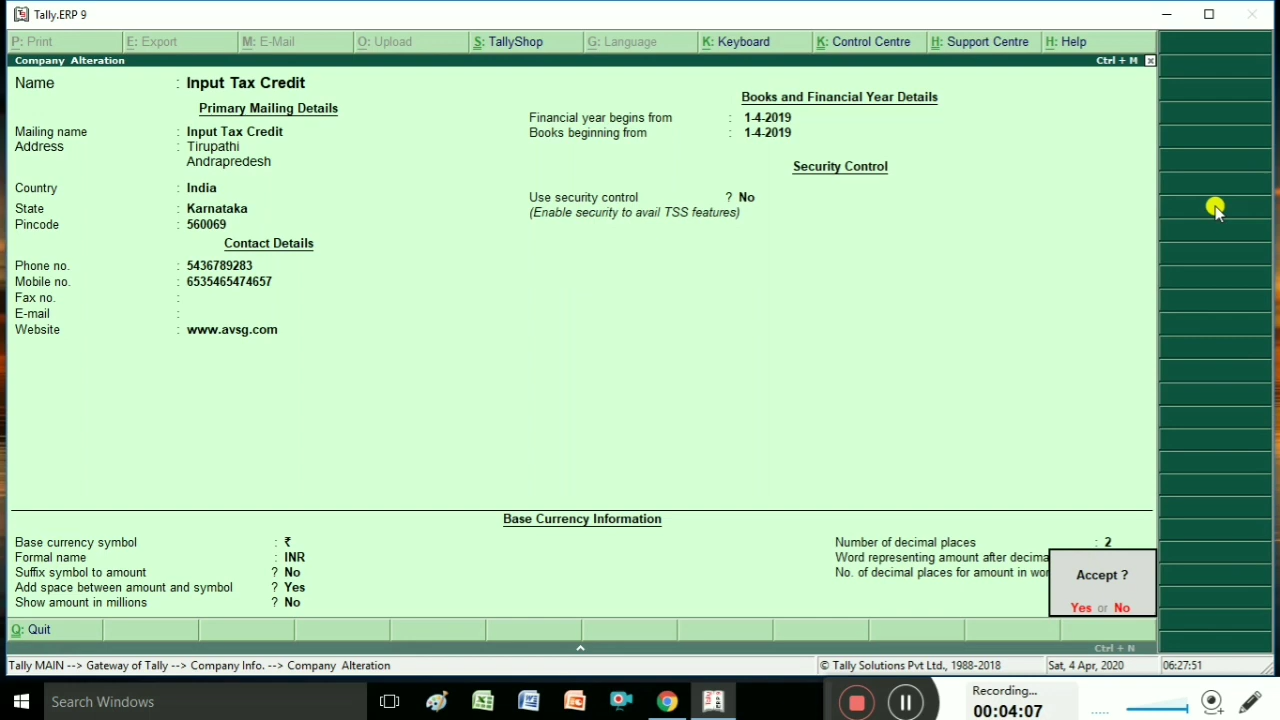 Tally.ERP 9
P: Print E: Export M: E-Mail O: Upload S: TallyShop G: Language K: Keyboard K: Control Centre H: Support Centre H: Help
Company Alteration Ctrl + M
Name : Input Tax Credit
Primary Mailing Details
Mailing name : Input Tax Credit
Address : Tirupathi
Andrapredesh
Country : India
State : Karnataka
Pincode : 560069
Contact Details
Phone no. : 5436789283
Mobile no. : 6535465474657
Fax no. :
E-mail :
Website : www.avsg.com
Books and Financial Year Details
Financial year begins from : 1-4-2019
Books beginning from : 1-4-2019
Security Control
Use security control ? No
(Enable security to avail TSS features)
Base Currency Information
Base currency symbol : ₹
Formal name : INR
Suffix symbol to amount ? No
Add space between amount and symbol ? Yes
Show amount in millions ? No
Number of decimal places : 2
Word representing amount after decima
No. of decimal places for amount in wor
Accept ?
Yes or No
Q: Quit
Ctrl + N
Tally MAIN --> Gateway of Tally --> Company Info. --> Company Alteration © Tally Solutions Pvt Ltd., 1988-2018 Sat, 4 Apr, 2020 06:27:51
Search Windows
Recording...
00:04:07